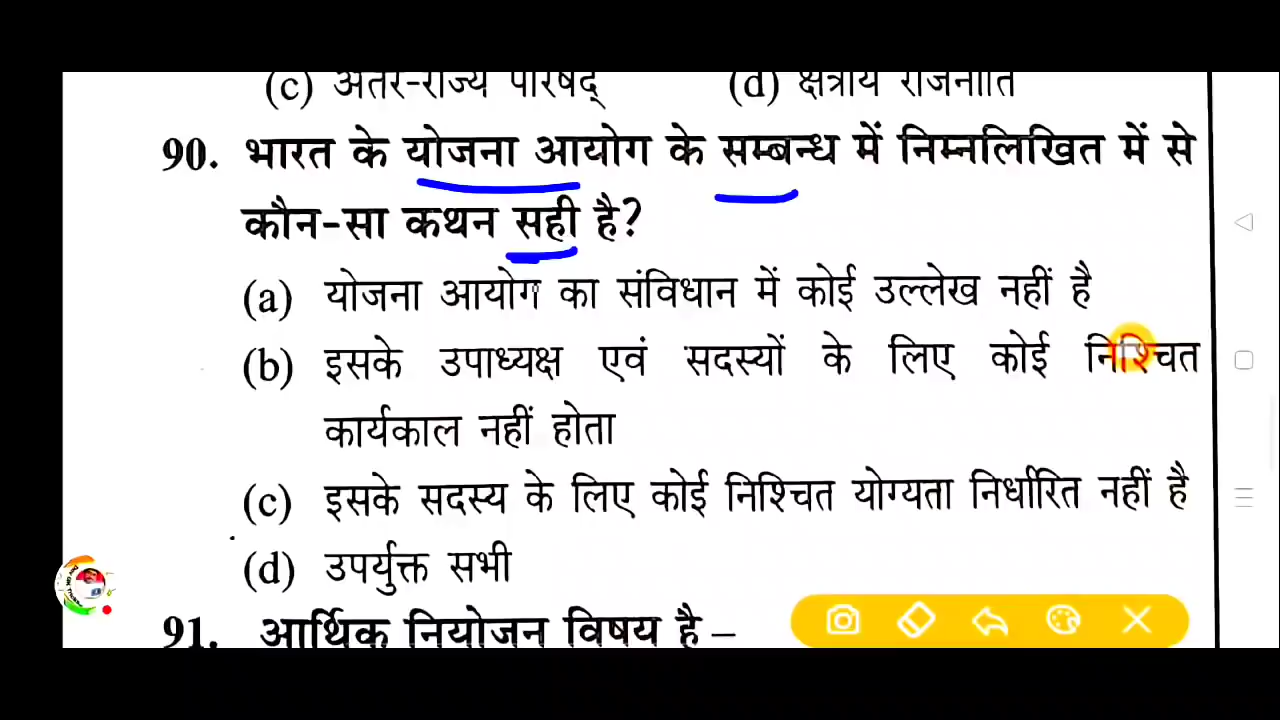 (c) अंतर-राज्य परिषद् (d) क्षेत्रीय राजनीति
90. भारत के योजना आयोग के सम्बन्ध में निम्नलिखित में से
कौन-सा कथन सही है?
(a) योजना आयोग का संविधान में कोई उल्लेख नहीं है
(b) इसके उपाध्यक्ष एवं सदस्यों के लिए कोई निश्चित
कार्यकाल नहीं होता
(c) इसके सदस्य के लिए कोई निश्चित योग्यता निर्धारित नहीं है
(d) उपर्युक्त सभी
91. आर्थिक नियोजन विषय है –